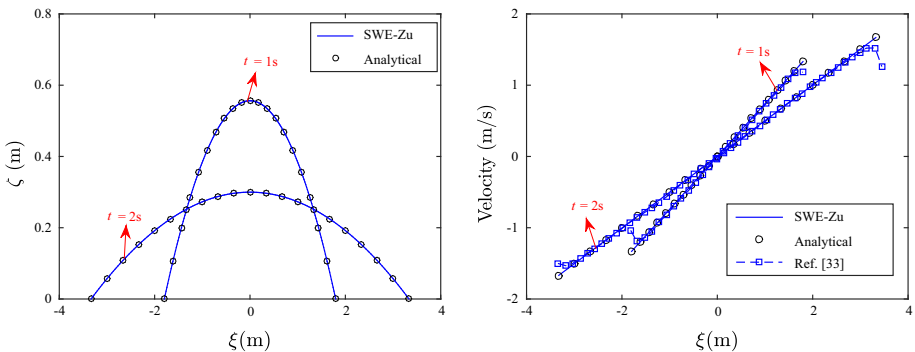 0.8
0.6
0.4
0.2
0
-4
-2
0
2
4
ζ (m)
ξ(m)
SWE-Zu
Analytical
t = 1s
t = 2s
2
1
0
-1
-2
-4
-2
0
2
4
Velocity (m/s)
ξ(m)
t = 1s
t = 2s
SWE-Zu
Analytical
Ref. [33]